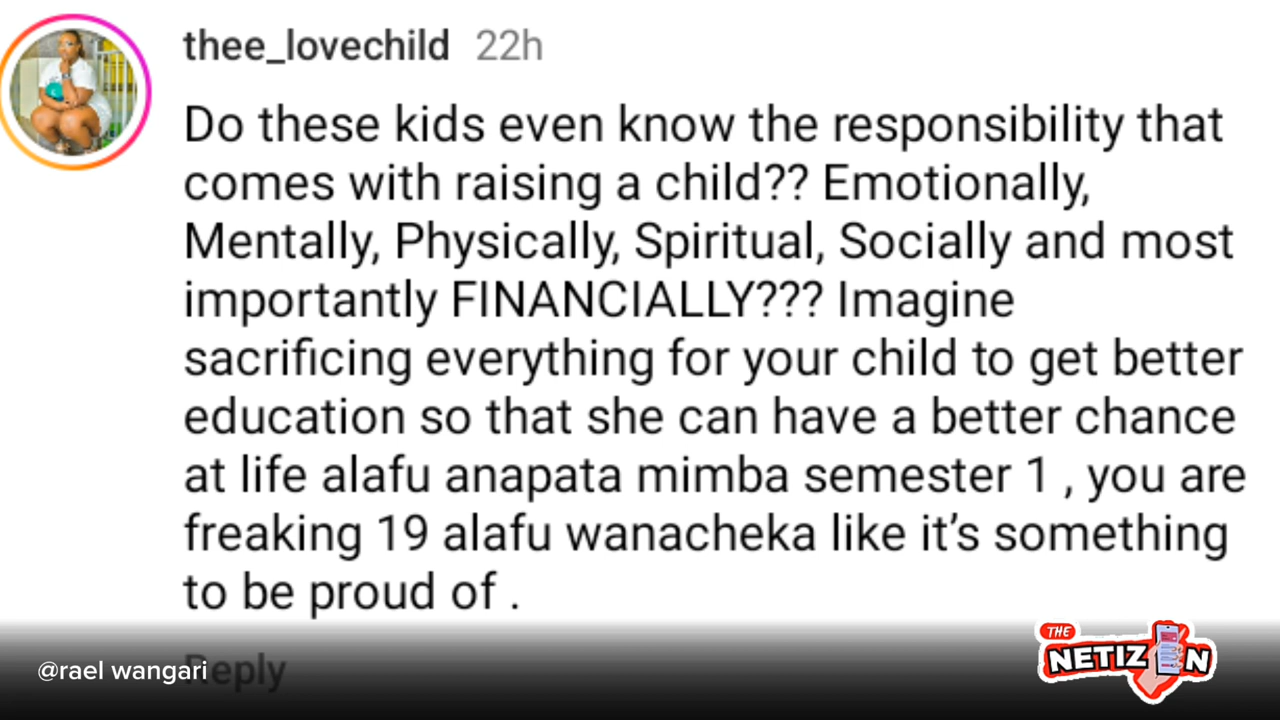 thee_lovechild 22h
Do these kids even know the responsibility that
comes with raising a child?? Emotionally,
Mentally, Physically, Spiritual, Socially and most
importantly FINANCIALLY??? Imagine
sacrificing everything for your child to get better
education so that she can have a better chance
at life alafu anapata mimba semester 1 , you are
freaking 19 alafu wanacheka like it’s something
to be proud of .
Reply
@rael wangari
THE
NETIZ N